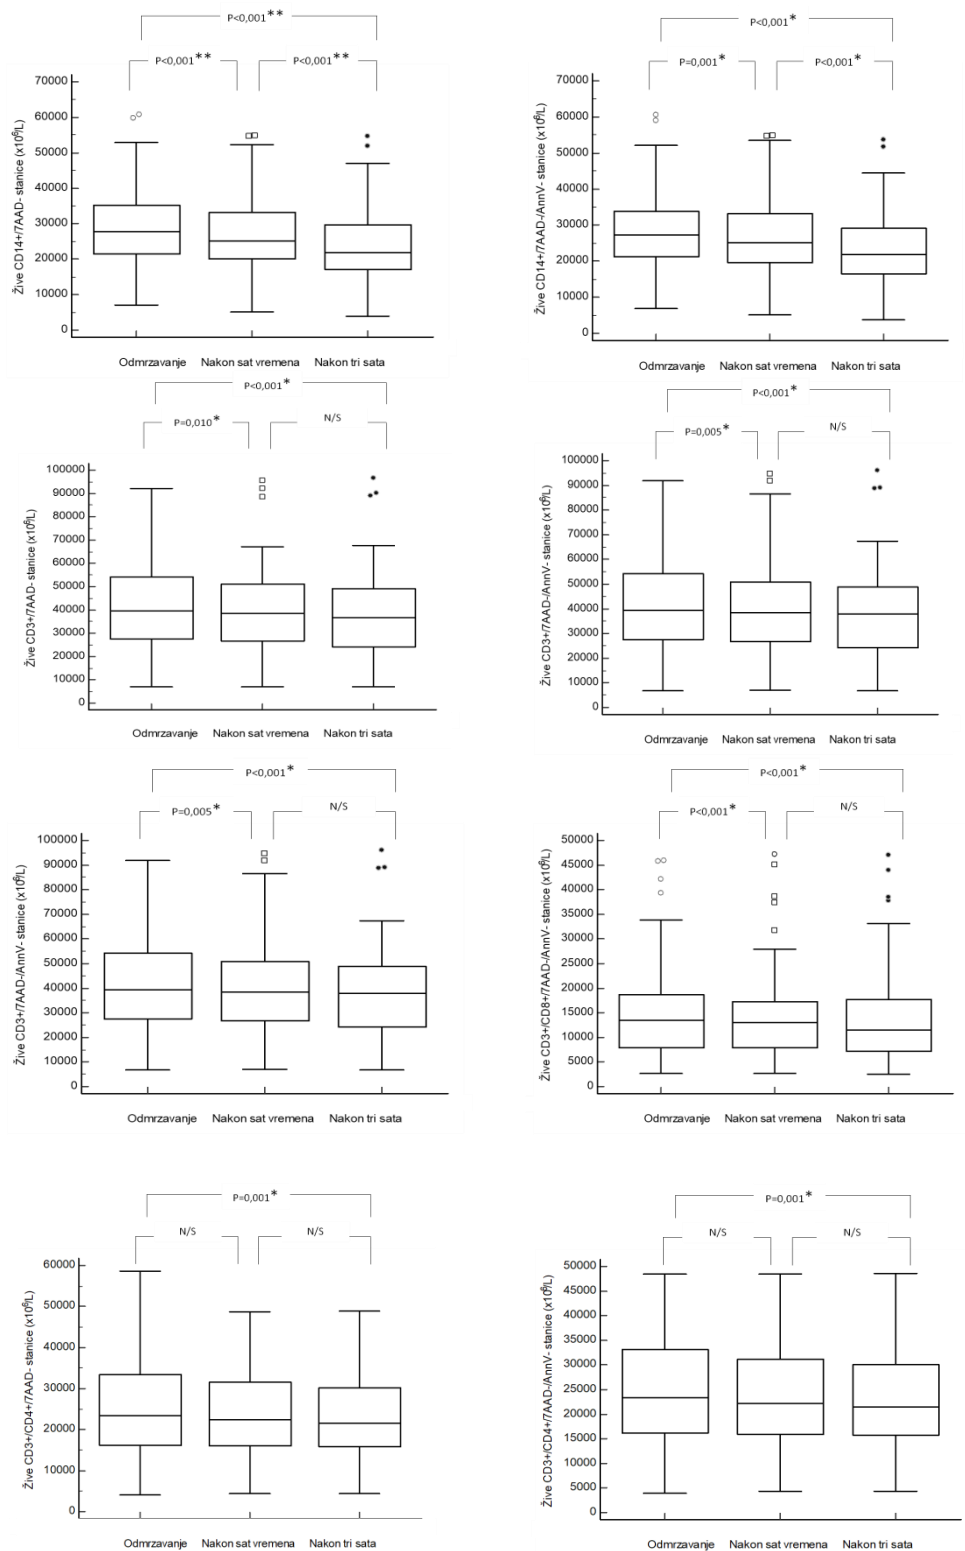 P<0,001**
P<0,001** P<0,001**
70000
60000
50000
40000
30000
20000
10000
0
Žive CD14+/7AAD- stanice (x10⁶/L)
Odmrzavanje Nakon sat vremena Nakon tri sata
P<0,001*
P=0,001* P<0,001*
70000
60000
50000
40000
30000
20000
10000
0
Žive CD14+/7AAD-/AnnV- stanice (x10⁶/L)
Odmrzavanje Nakon sat vremena Nakon tri sata
P<0,001*
P=0,010* N/S
100000
90000
80000
70000
60000
50000
40000
30000
20000
10000
0
Žive CD3+/7AAD- stanice (x10⁶/L)
Odmrzavanje Nakon sat vremena Nakon tri sata
P<0,001*
P=0,005* N/S
100000
90000
80000
70000
60000
50000
40000
30000
20000
10000
0
Žive CD3+/7AAD-/AnnV- stanice (x10⁶/L)
Odmrzavanje Nakon sat vremena Nakon tri sata
P<0,001*
P=0,005* N/S
100000
90000
80000
70000
60000
50000
40000
30000
20000
10000
0
Žive CD3+/7AAD-/AnnV- stanice (x10⁶/L)
Odmrzavanje Nakon sat vremena Nakon tri sata
P<0,001*
P<0,001* N/S
50000
45000
40000
35000
30000
25000
20000
15000
10000
5000
0
Žive CD3+/CD8+/7AAD-/AnnV- stanice (x10⁶/L)
Odmrzavanje Nakon sat vremena Nakon tri sata
P=0,001*
N/S N/S
60000
50000
40000
30000
20000
10000
0
Žive CD3+/CD4+/7AAD- stanice (x10⁶/L)
Odmrzavanje Nakon sat vremena Nakon tri sata
P=0,001*
N/S N/S
50000
45000
40000
35000
30000
25000
20000
15000
10000
5000
0
Žive CD3+/CD4+/7AAD-/AnnV- stanice (x10⁶/L)
Odmrzavanje Nakon sat vremena Nakon tri sata